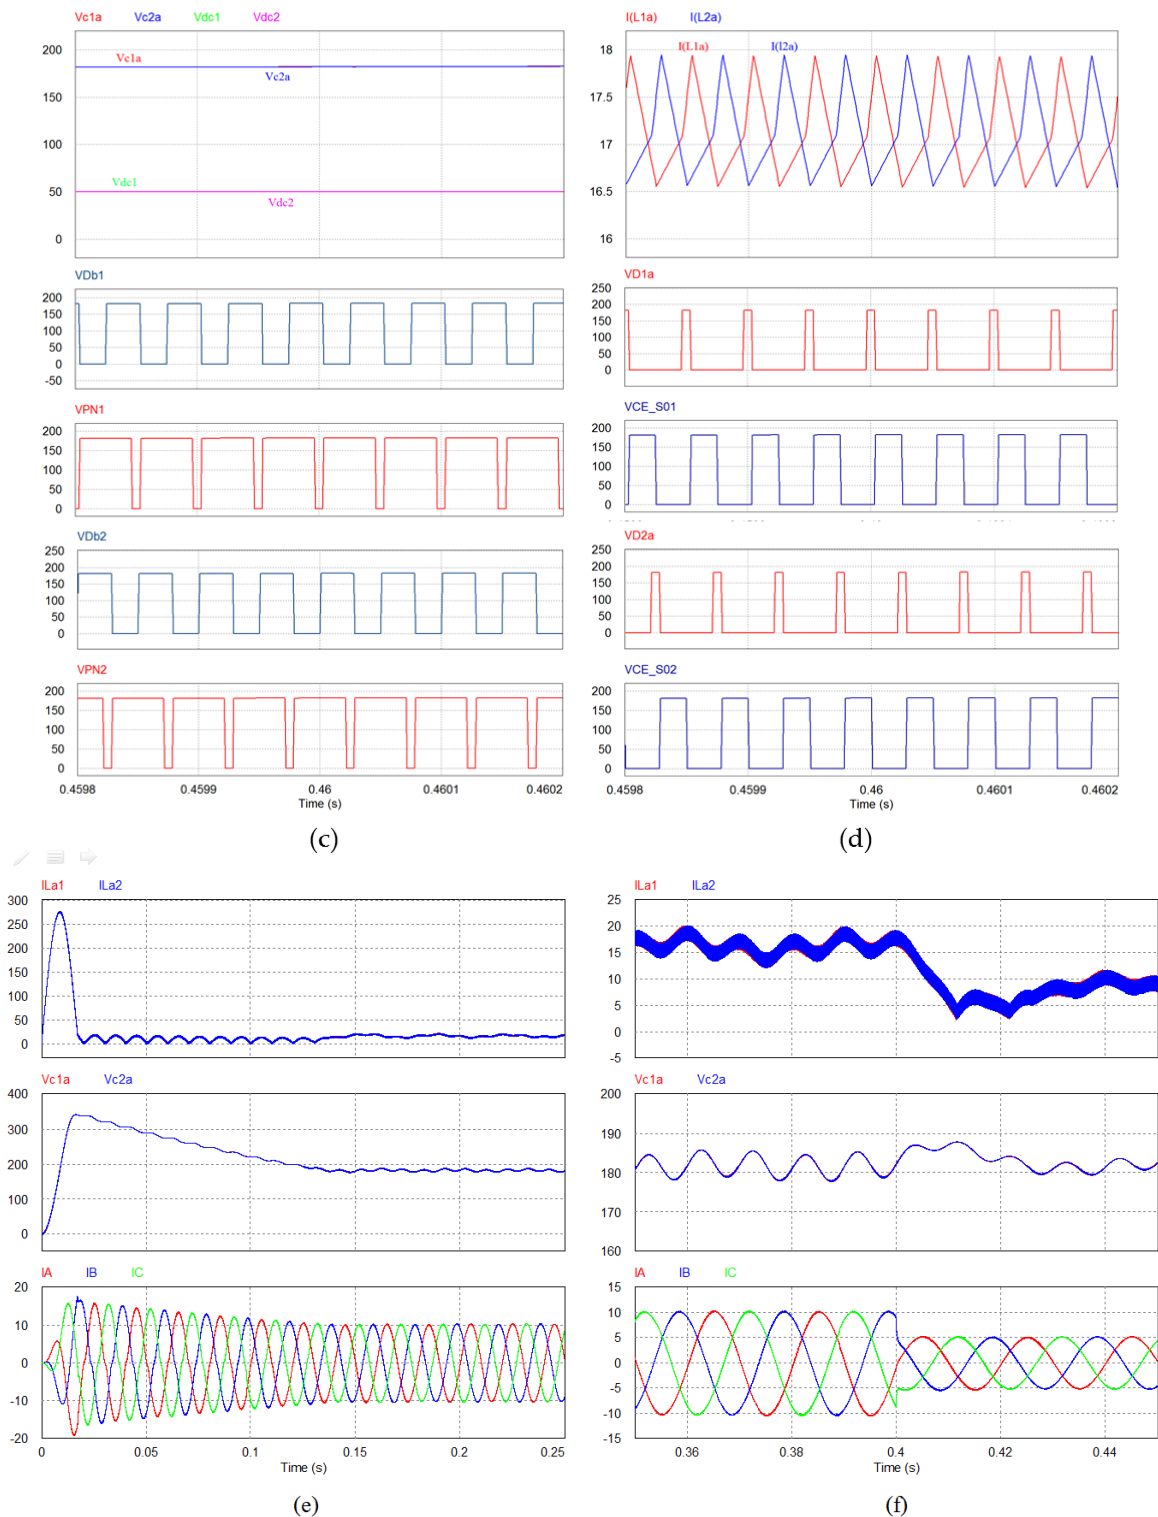 Vc1a Vc2a Vdc1 Vdc2
200
150
100
50
0
Vc1a
Vc2a
Vdc1
Vdc2
VDb1
200
150
100
50
0
-50
VPN1
200
150
100
50
0
VDb2
250
200
150
100
50
0
VPN2
200
150
100
50
0
0.4598 0.4599 0.46 0.4601 0.4602
Time (s)
(c)
I(L1a) I(L2a)
18
17.5
17
16.5
16
I(L1a) I(l2a)
VD1a
250
200
150
100
50
0
VCE_S01
200
150
100
50
0
VD2a
250
200
150
100
50
0
VCE_S02
200
150
100
50
0
0.4598 0.4599 0.46 0.4601 0.4602
Time (s)
(d)
ILa1 ILa2
300
250
200
150
100
50
0
Vc1a Vc2a
400
300
200
100
0
IA IB IC
20
10
0
-10
-20
0 0.05 0.1 0.15 0.2 0.25
Time (s)
(e)
ILa1 ILa2
25
20
15
10
5
0
-5
Vc1a Vc2a
200
190
180
170
160
IA IB IC
15
10
5
0
-5
-10
-15
0.36 0.38 0.4 0.42 0.44
Time (s)
(f)